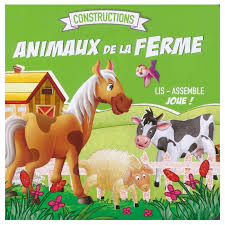 CONSTRUCTIONS
ANIMAUX DE LA FERME
LIS - ASSEMBLE
JOUE !